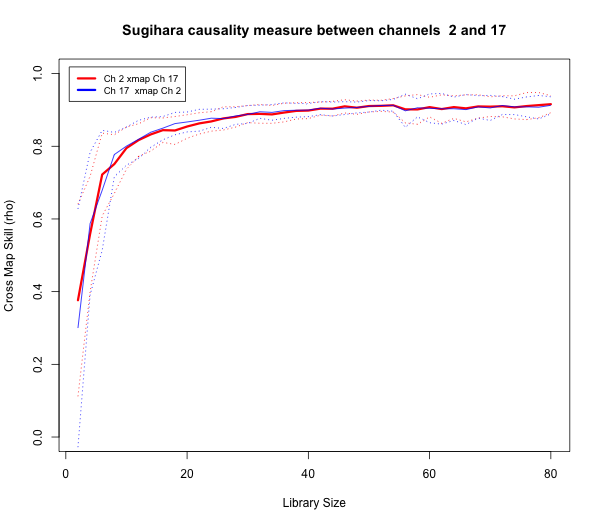 Sugihara causality measure between channels  2 and 17
Ch 2 xmap Ch 17
Ch 17  xmap Ch 2
Cross Map Skill (rho)
1.0
0.8
0.6
0.4
0.2
0.0
0 20 40 60 80
Library Size